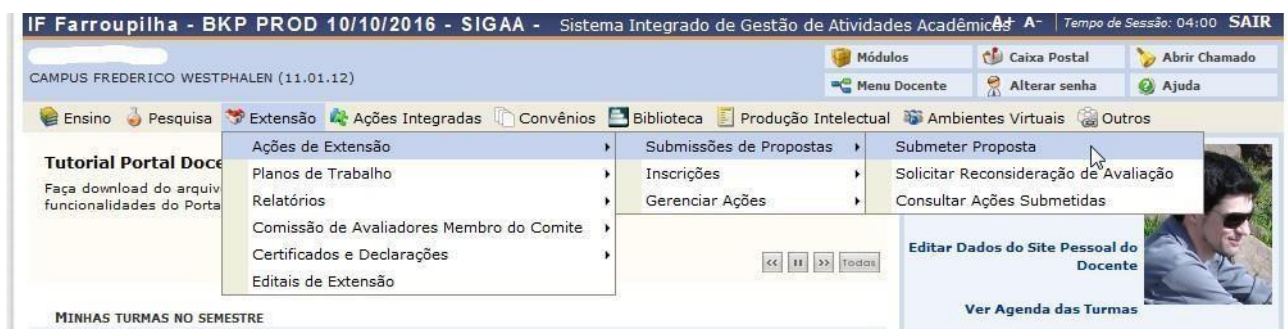 IF Farroupilha - BKP PROD 10/10/2016 - SIGAA - Sistema Integrado de Gestão de Atividades Acadêmicas A+ A- Tempo de Sessão: 04:00 SAIR
Módulos Caixa Postal Abrir Chamado
CAMPUS FREDERICO WESTPHALEN (11.01.12)
Menu Docente Alterar senha Ajuda
Ensino Pesquisa Extensão Ações Integradas Convênios Biblioteca Produção Intelectual Ambientes Virtuais Outros
Ações de Extensão Submissões de Propostas Submeter Proposta
Tutorial Portal Doce
Planos de Trabalho Inscrições Solicitar Reconsideração de Avaliação
Faça download do arquiv
funcionalidades do Porta
Relatórios Gerenciar Ações Consultar Ações Submetidas
Comissão de Avaliadores Membro do Comite
Certificados e Declarações
Editais de Extensão
<< II >> Todas
Editar Dados do Site Pessoal do
Docente
MINHAS TURMAS NO SEMESTRE
Ver Agenda das Turmas